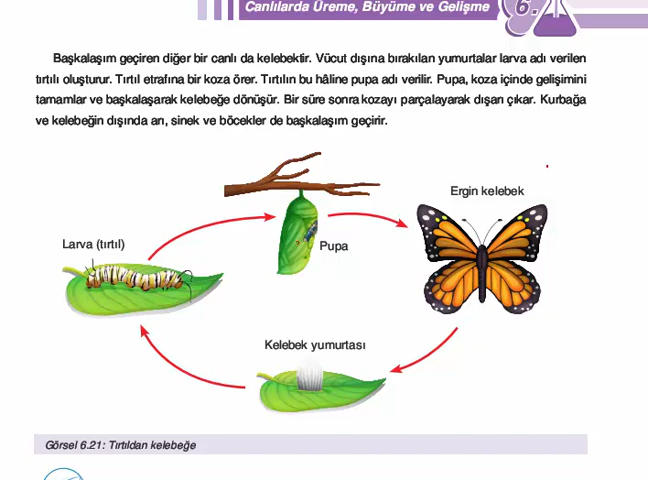 Canlılarda Üreme, Büyüme ve Gelişme
6.
Başkalaşım geçiren diğer bir canlı da kelebektir. Vücut dışına bırakılan yumurtalar larva adı verilen
tırtılı oluşturur. Tırtıl etrafına bir koza örer. Tırtılın bu hâline pupa adı verilir. Pupa, koza içinde gelişimini
tamamlar ve başkalaşarak kelebeğe dönüşür. Bir süre sonra kozayı parçalayarak dışarı çıkar. Kurbağa
ve kelebeğin dışında arı, sinek ve böcekler de başkalaşım geçirir.
Ergin kelebek
Larva (tırtıl)
Pupa
Kelebek yumurtası
Görsel 6.21: Tırtıldan kelebeğe